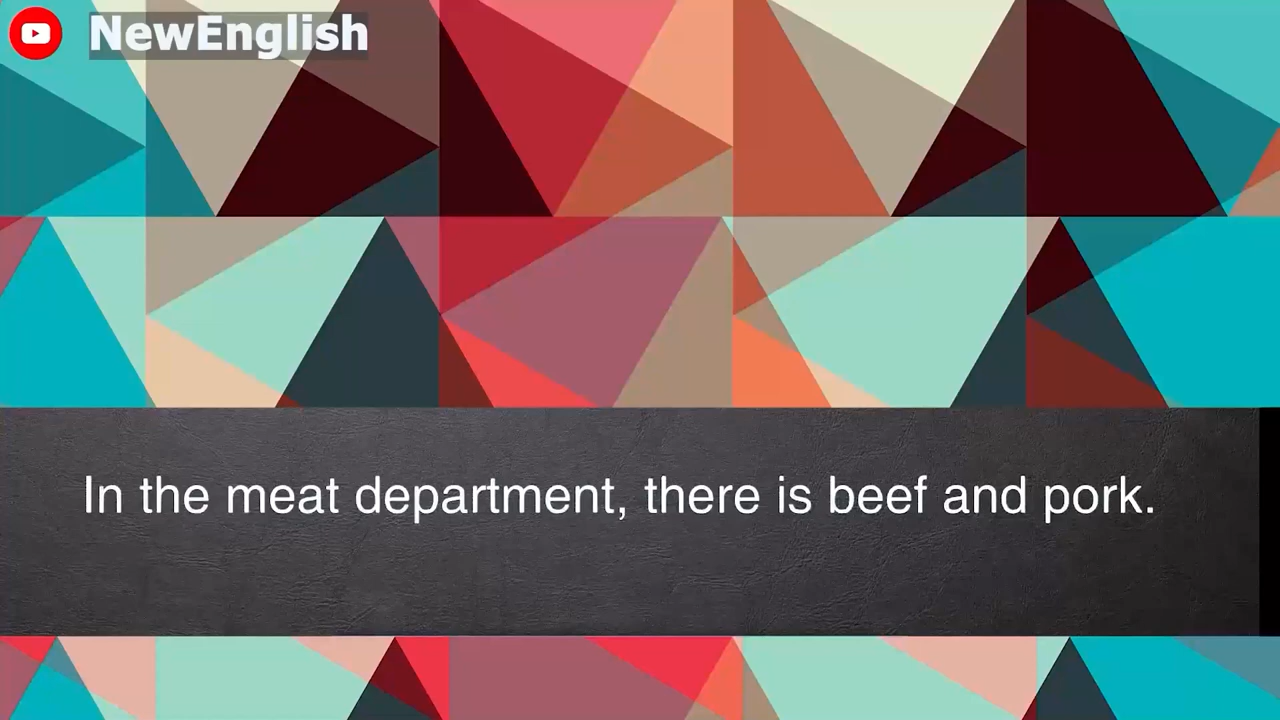 NewEnglish
In the meat department, there is beef and pork.